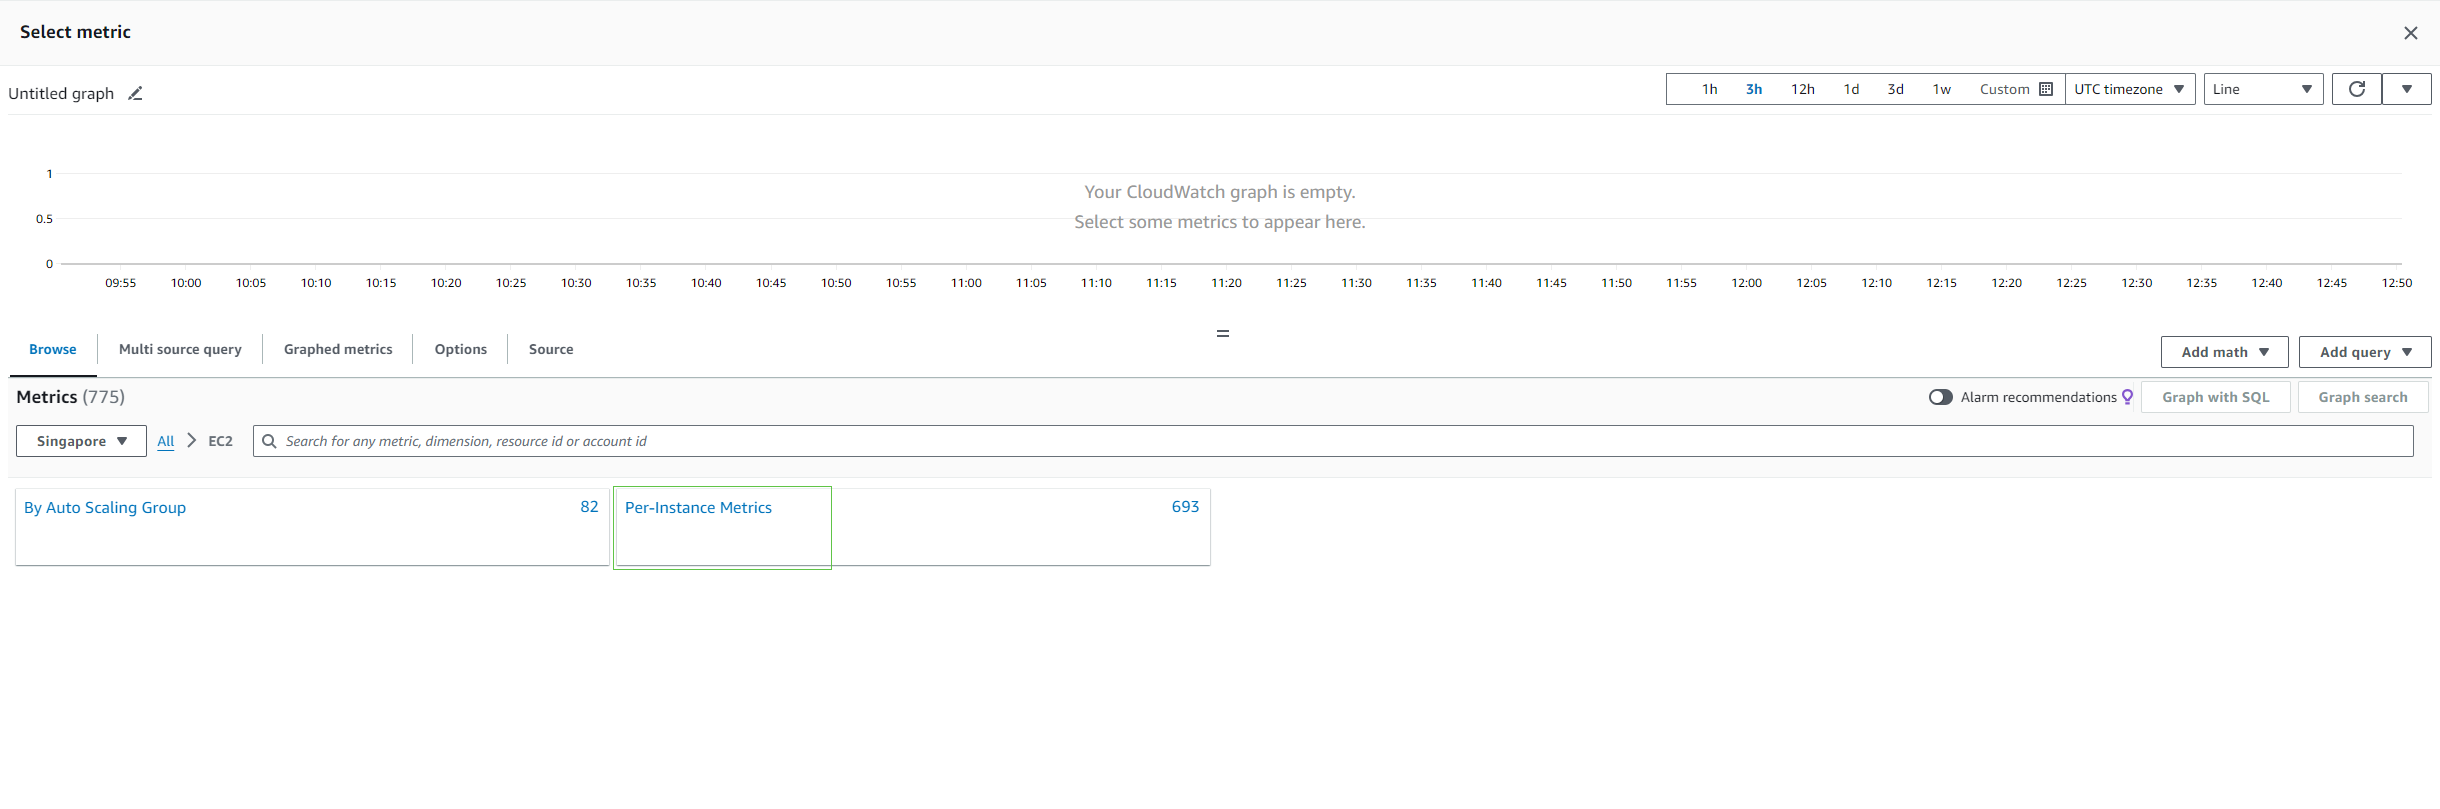 Select metric
Untitled graph
1h 3h 12h 1d 3d 1w Custom UTC timezone Line
1
Your CloudWatch graph is empty.
0.5
Select some metrics to appear here.
0
09:55 10:00 10:05 10:10 10:15 10:20 10:25 10:30 10:35 10:40 10:45 10:50 10:55 11:00 11:05 11:10 11:15 11:20 11:25 11:30 11:35 11:40 11:45 11:50 11:55 12:00 12:05 12:10 12:15 12:20 12:25 12:30 12:35 12:40 12:45 12:50
Browse Multi source query Graphed metrics Options Source Add math Add query
Metrics (775) Alarm recommendations Graph with SQL Graph search
Singapore All EC2 Search for any metric, dimension, resource id or account id
By Auto Scaling Group 82 Per-Instance Metrics 693